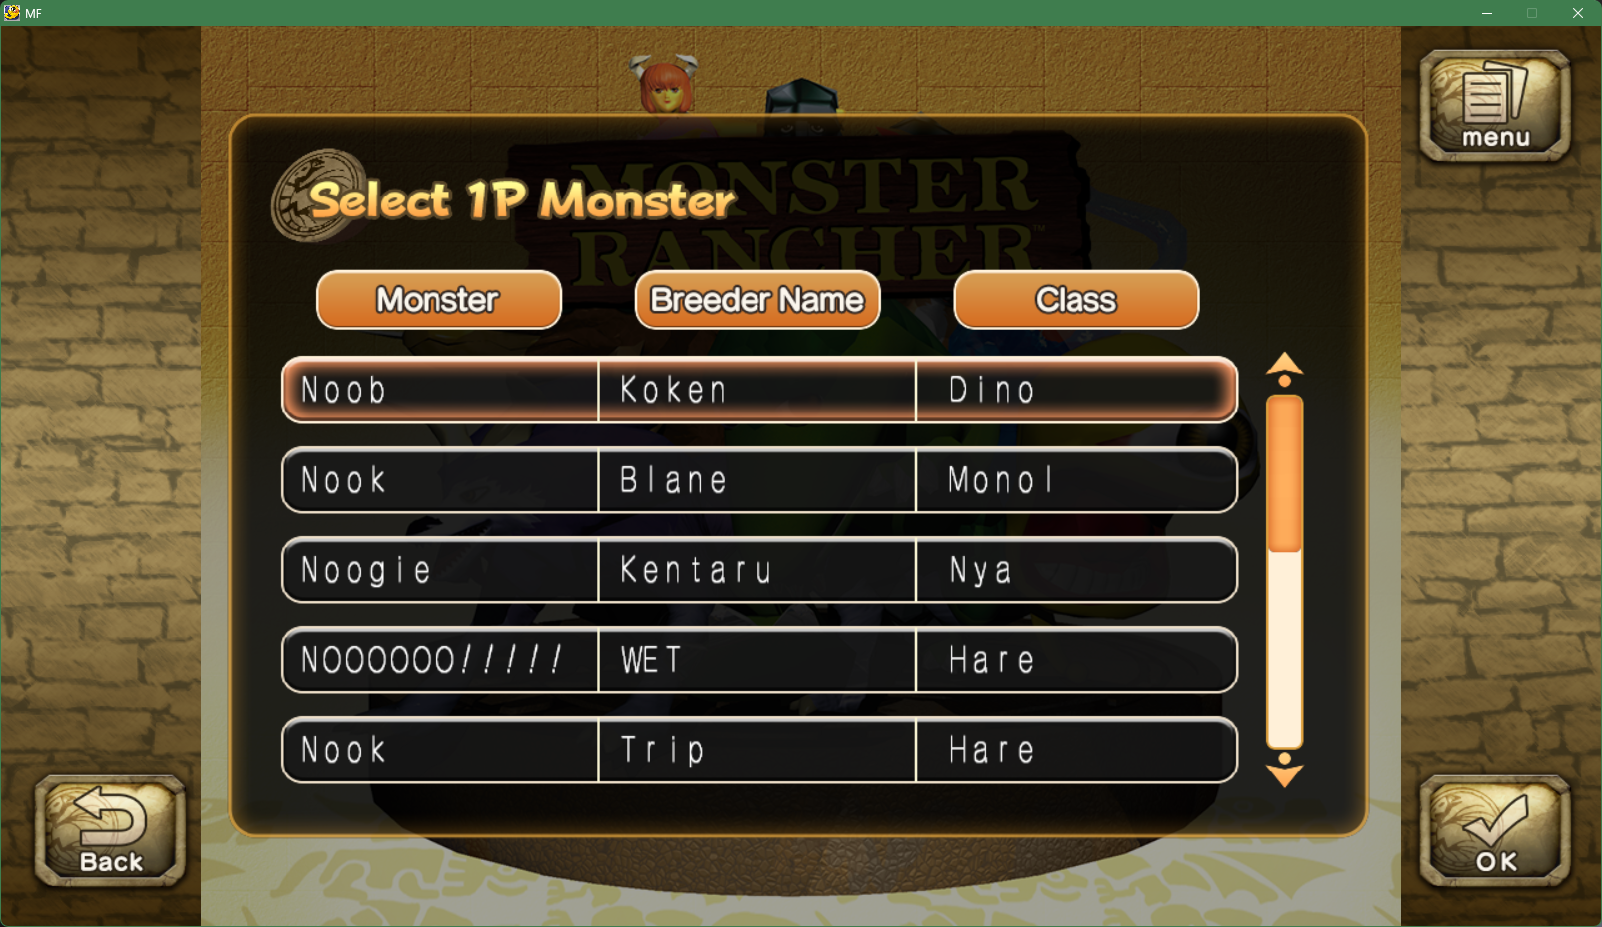 MF
menu
MONSTER
RANCHER™
Select 1P Monster
Monster Breeder Name Class
Noob Koken Dino
Nook Blane Monol
Noogie Kentaru Nya
NOOOOOO!!!!! WET Hare
Nook Trip Hare
Back
OK